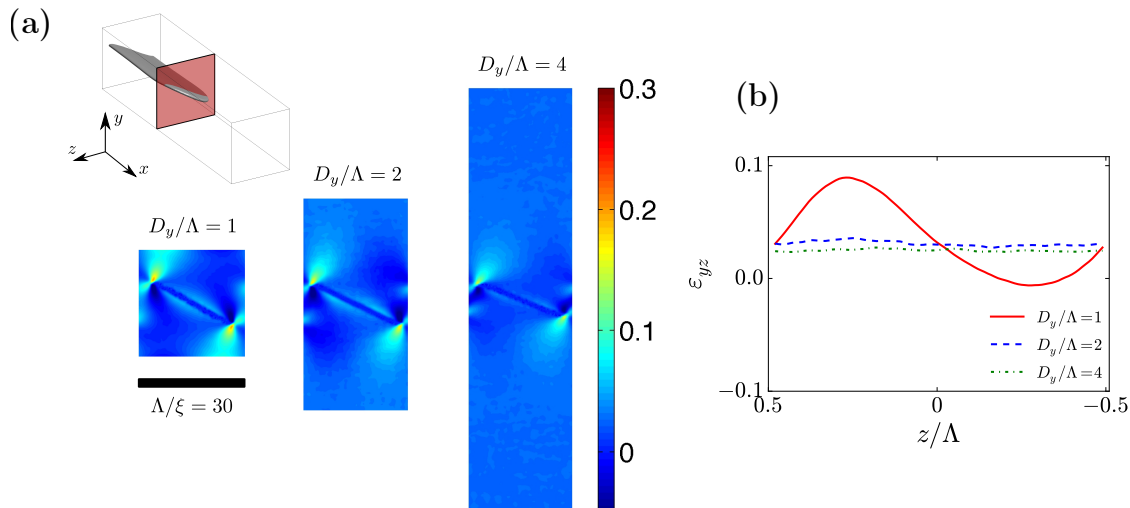 (a)
y
z
x
D_y/Λ = 1
Λ/ξ = 30
D_y/Λ = 2
D_y/Λ = 4
0.3
0.2
0.1
0
(b)
0.1
0.0
−0.1
ε_yz
D_y/Λ=1
D_y/Λ=2
D_y/Λ=4
0.5
0
−0.5
z/Λ